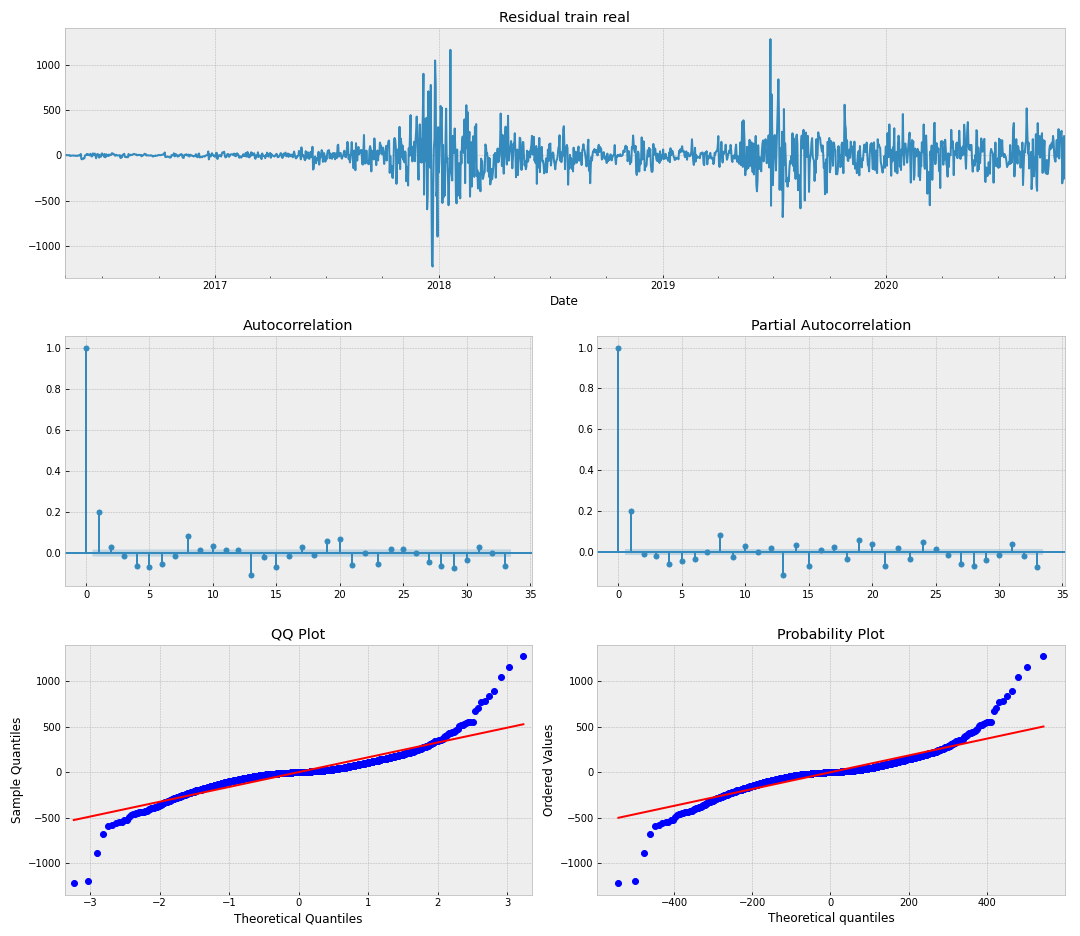 Residual train real
1000
500
0
−500
−1000
2017 2018 2019 2020
Date
Autocorrelation
1.0
0.8
0.6
0.4
0.2
0.0
0 5 10 15 20 25 30 35
Partial Autocorrelation
1.0
0.8
0.6
0.4
0.2
0.0
0 5 10 15 20 25 30 35
QQ Plot
Sample Quantiles
1000
500
0
−500
−1000
−3 −2 −1 0 1 2 3
Theoretical Quantiles
Probability Plot
Ordered Values
1000
500
0
−500
−1000
−400 −200 0 200 400
Theoretical quantiles